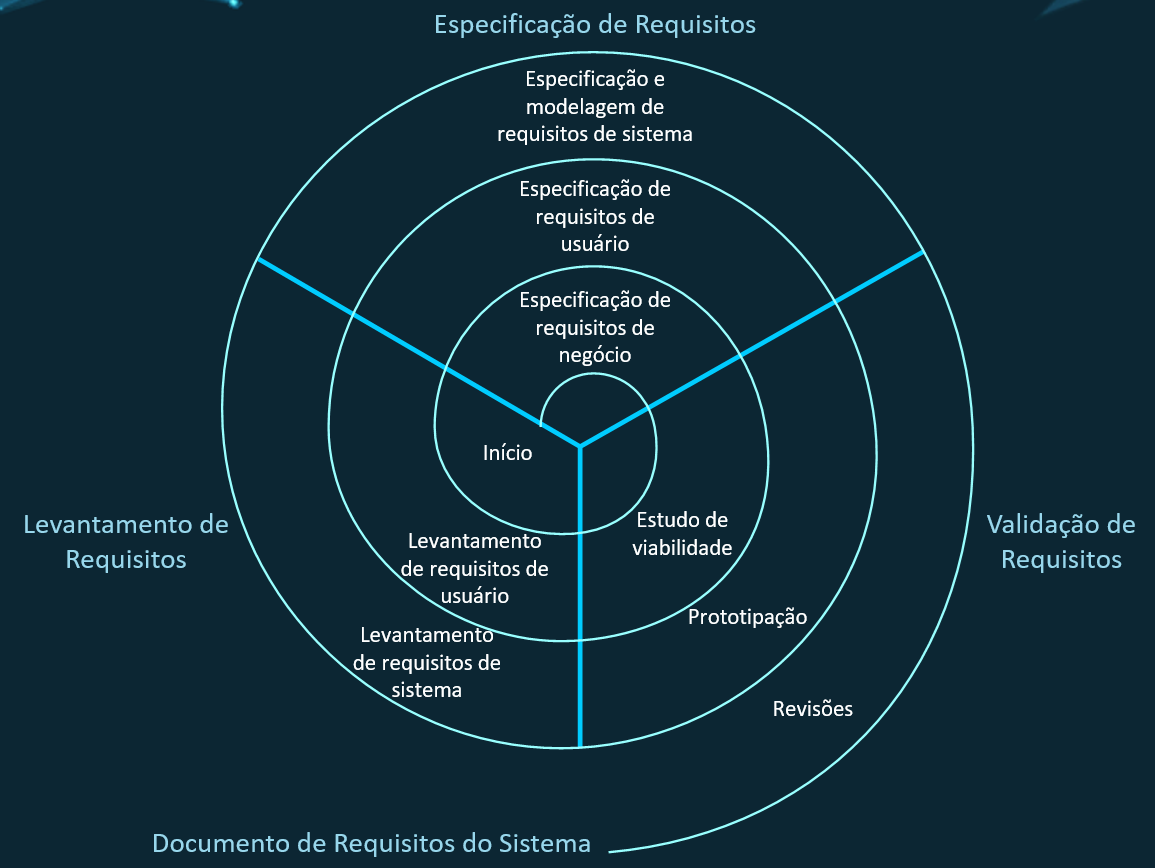 Especificação de Requisitos
Especificação e
modelagem de
requisitos de sistema
Especificação de
requisitos de
usuário
Especificação de
requisitos de
negócio
Início
Levantamento de
Requisitos
Validação de
Requisitos
Estudo de
viabilidade
Levantamento
de requisitos de
usuário
Prototipação
Levantamento
de requisitos de
sistema
Revisões
Documento de Requisitos do Sistema